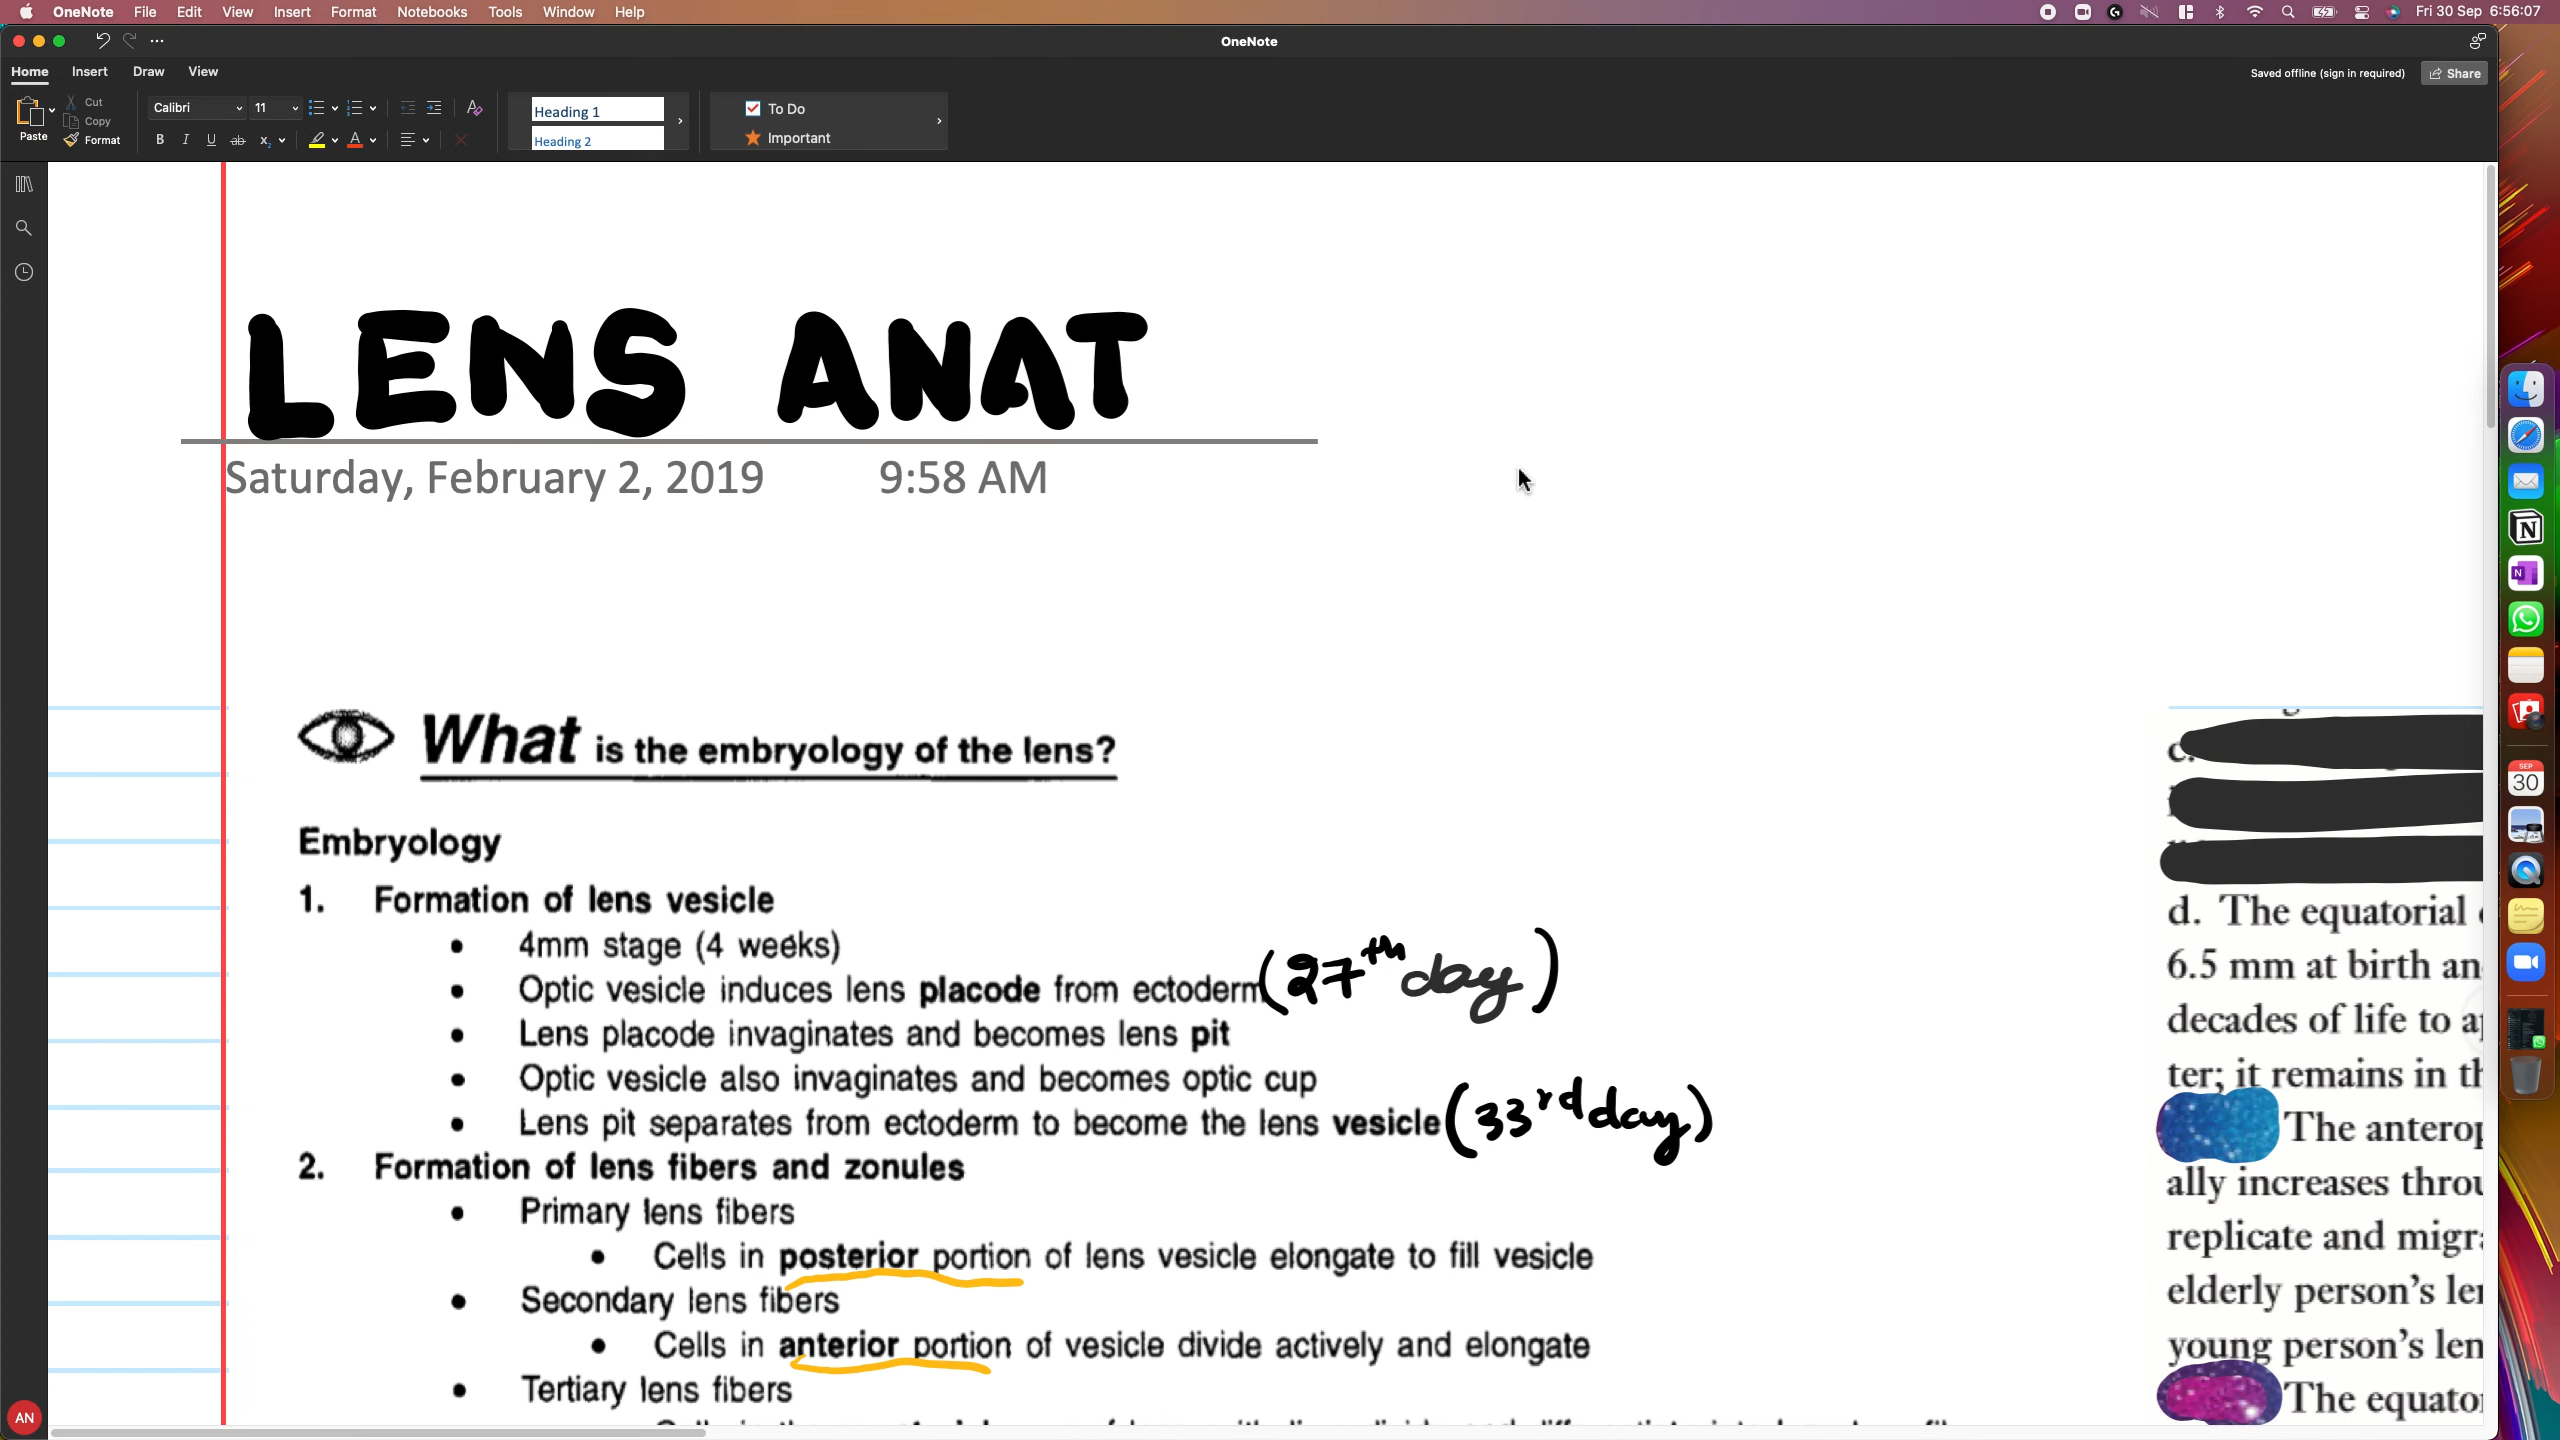 OneNote File Edit View Insert Format Notebooks Tools Window Help
Fri 30 Sep 6:56:07
OneNote
Home Insert Draw View
Saved offline (sign in required) Share
Paste
Cut
Copy
Format
Calibri 11
Heading 1
Heading 2
To Do
Important
LENS ANAT
Saturday, February 2, 2019 9:58 AM
What is the embryology of the lens?
Embryology
1. Formation of lens vesicle
• 4mm stage (4 weeks)
• Optic vesicle induces lens placode from ectoderm (27th day)
• Lens placode invaginates and becomes lens pit
• Optic vesicle also invaginates and becomes optic cup
• Lens pit separates from ectoderm to become the lens vesicle (33rd day)
2. Formation of lens fibers and zonules
• Primary lens fibers
• Cells in posterior portion of lens vesicle elongate to fill vesicle
• Secondary lens fibers
• Cells in anterior portion of vesicle divide actively and elongate
• Tertiary lens fibers
c.
d. The equatorial
6.5 mm at birth an
decades of life to
ter; it remains in
The
ally increases
replicate and
elderly person's
young person's
The
SEP
30
AN